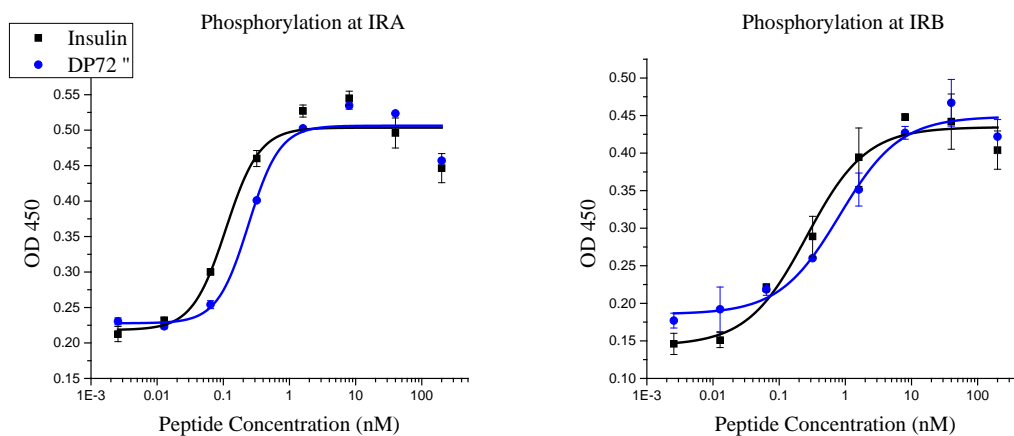 Phosphorylation at IRA
Insulin
DP72 "
0.55
0.50
0.45
0.40
0.35
0.30
0.25
0.20
0.15
OD 450
1E-3 0.01 0.1 1 10 100
Peptide Concentration (nM)
Phosphorylation at IRB
0.50
0.45
0.40
0.35
0.30
0.25
0.20
0.15
0.10
OD 450
1E-3 0.01 0.1 1 10 100
Peptide Concentration (nM)